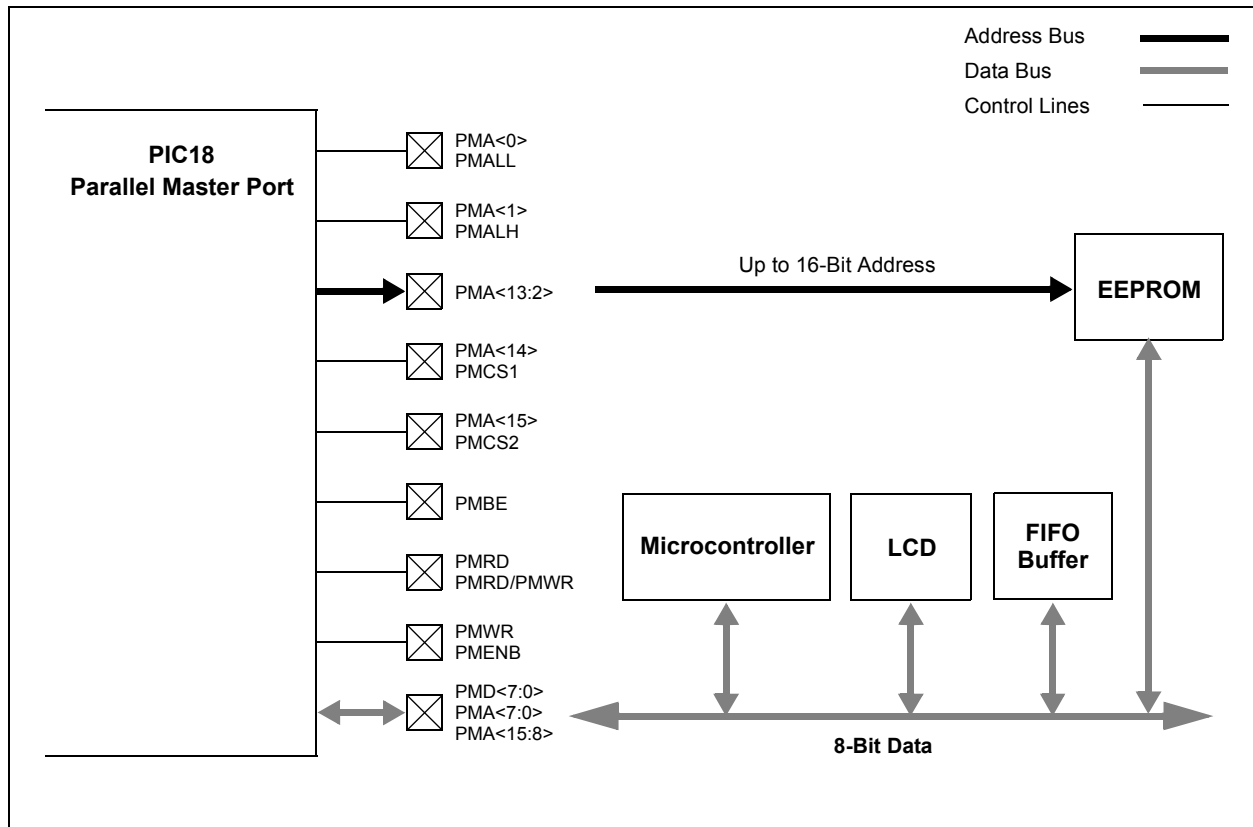 Address Bus
Data Bus
Control Lines
PIC18
Parallel Master Port
PMA<0>
PMALL
PMA<1>
PMALH
PMA<13:2>
Up to 16-Bit Address
EEPROM
PMA<14>
PMCS1
PMA<15>
PMCS2
PMBE
PMRD
PMRD/PMWR
PMWR
PMENB
PMD<7:0>
PMA<7:0>
PMA<15:8>
Microcontroller
LCD
FIFO
Buffer
8-Bit Data